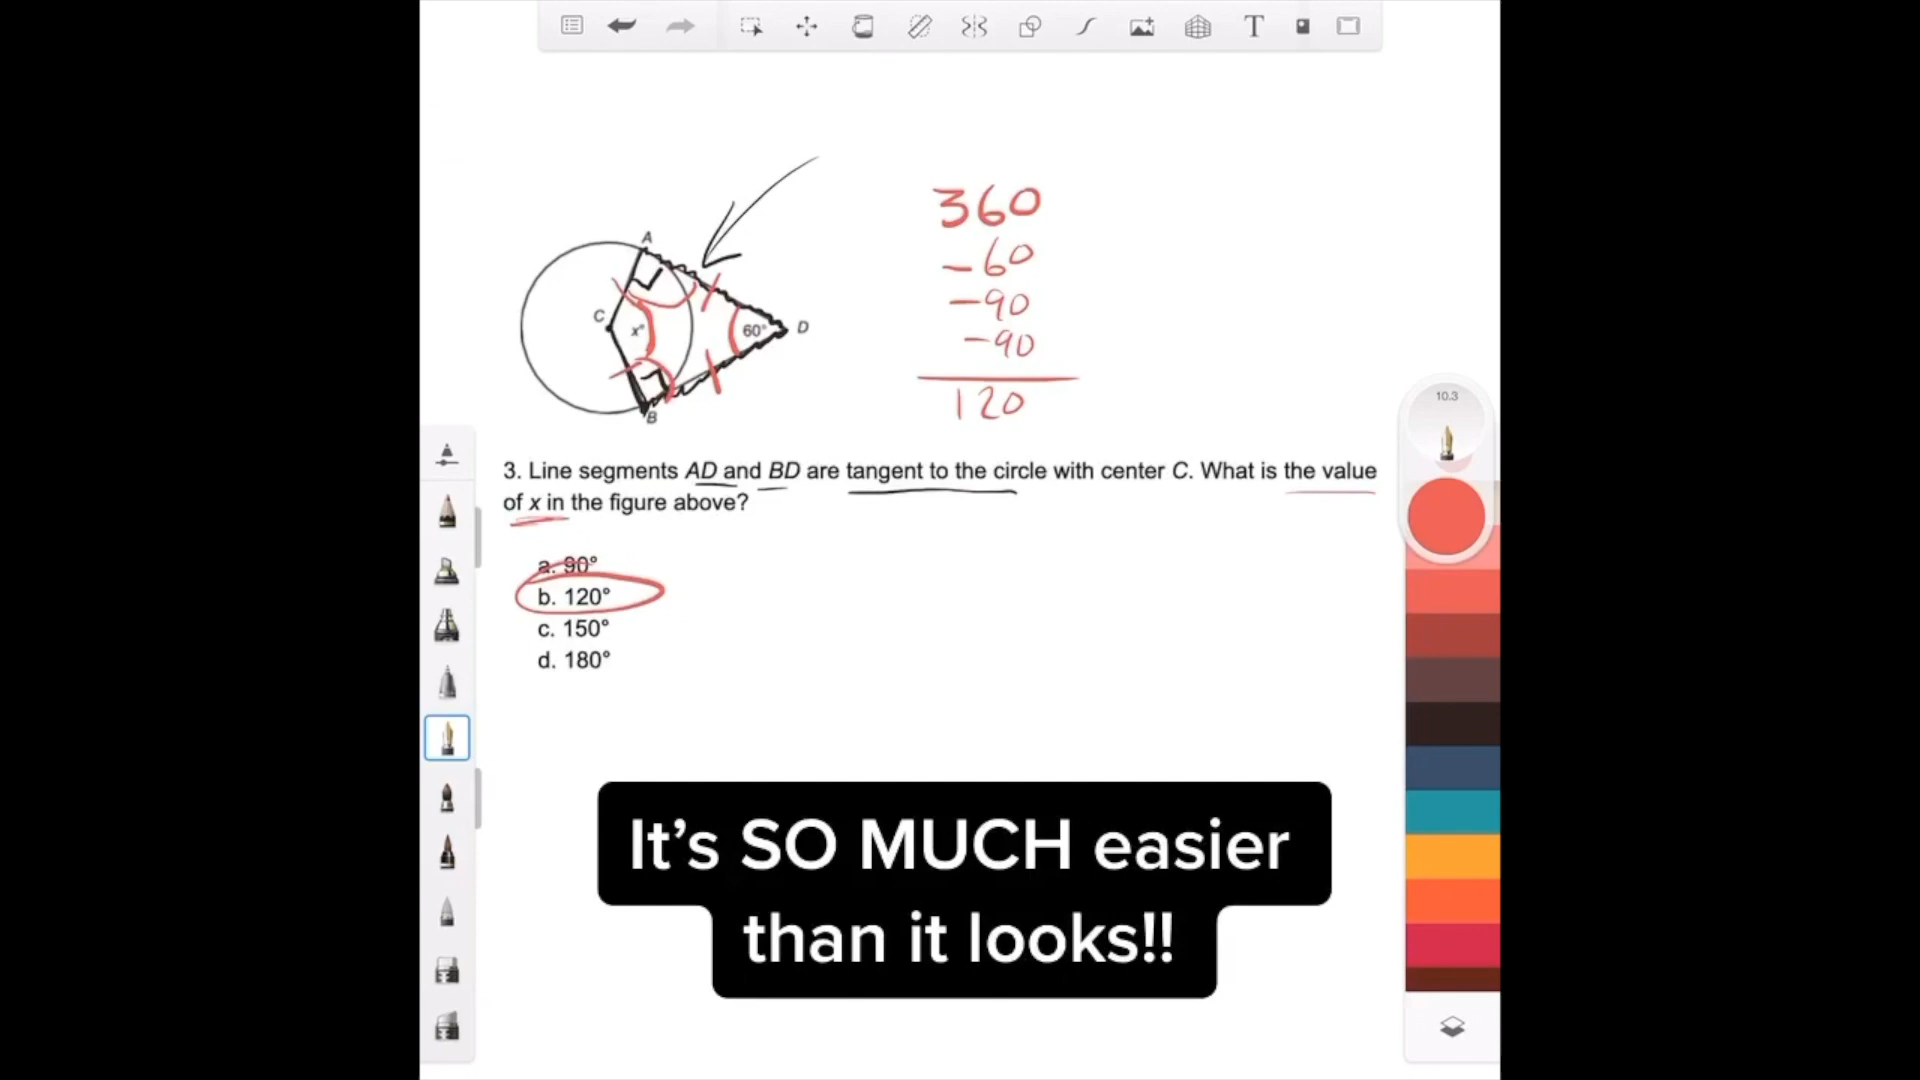 T
360
-60
-90
-90
120
A
C
x°
60°
D
B
10.3
3. Line segments AD and BD are tangent to the circle with center C. What is the value
of x in the figure above?
a. 90°
b. 120°
c. 150°
d. 180°
It’s SO MUCH easier
than it looks!!